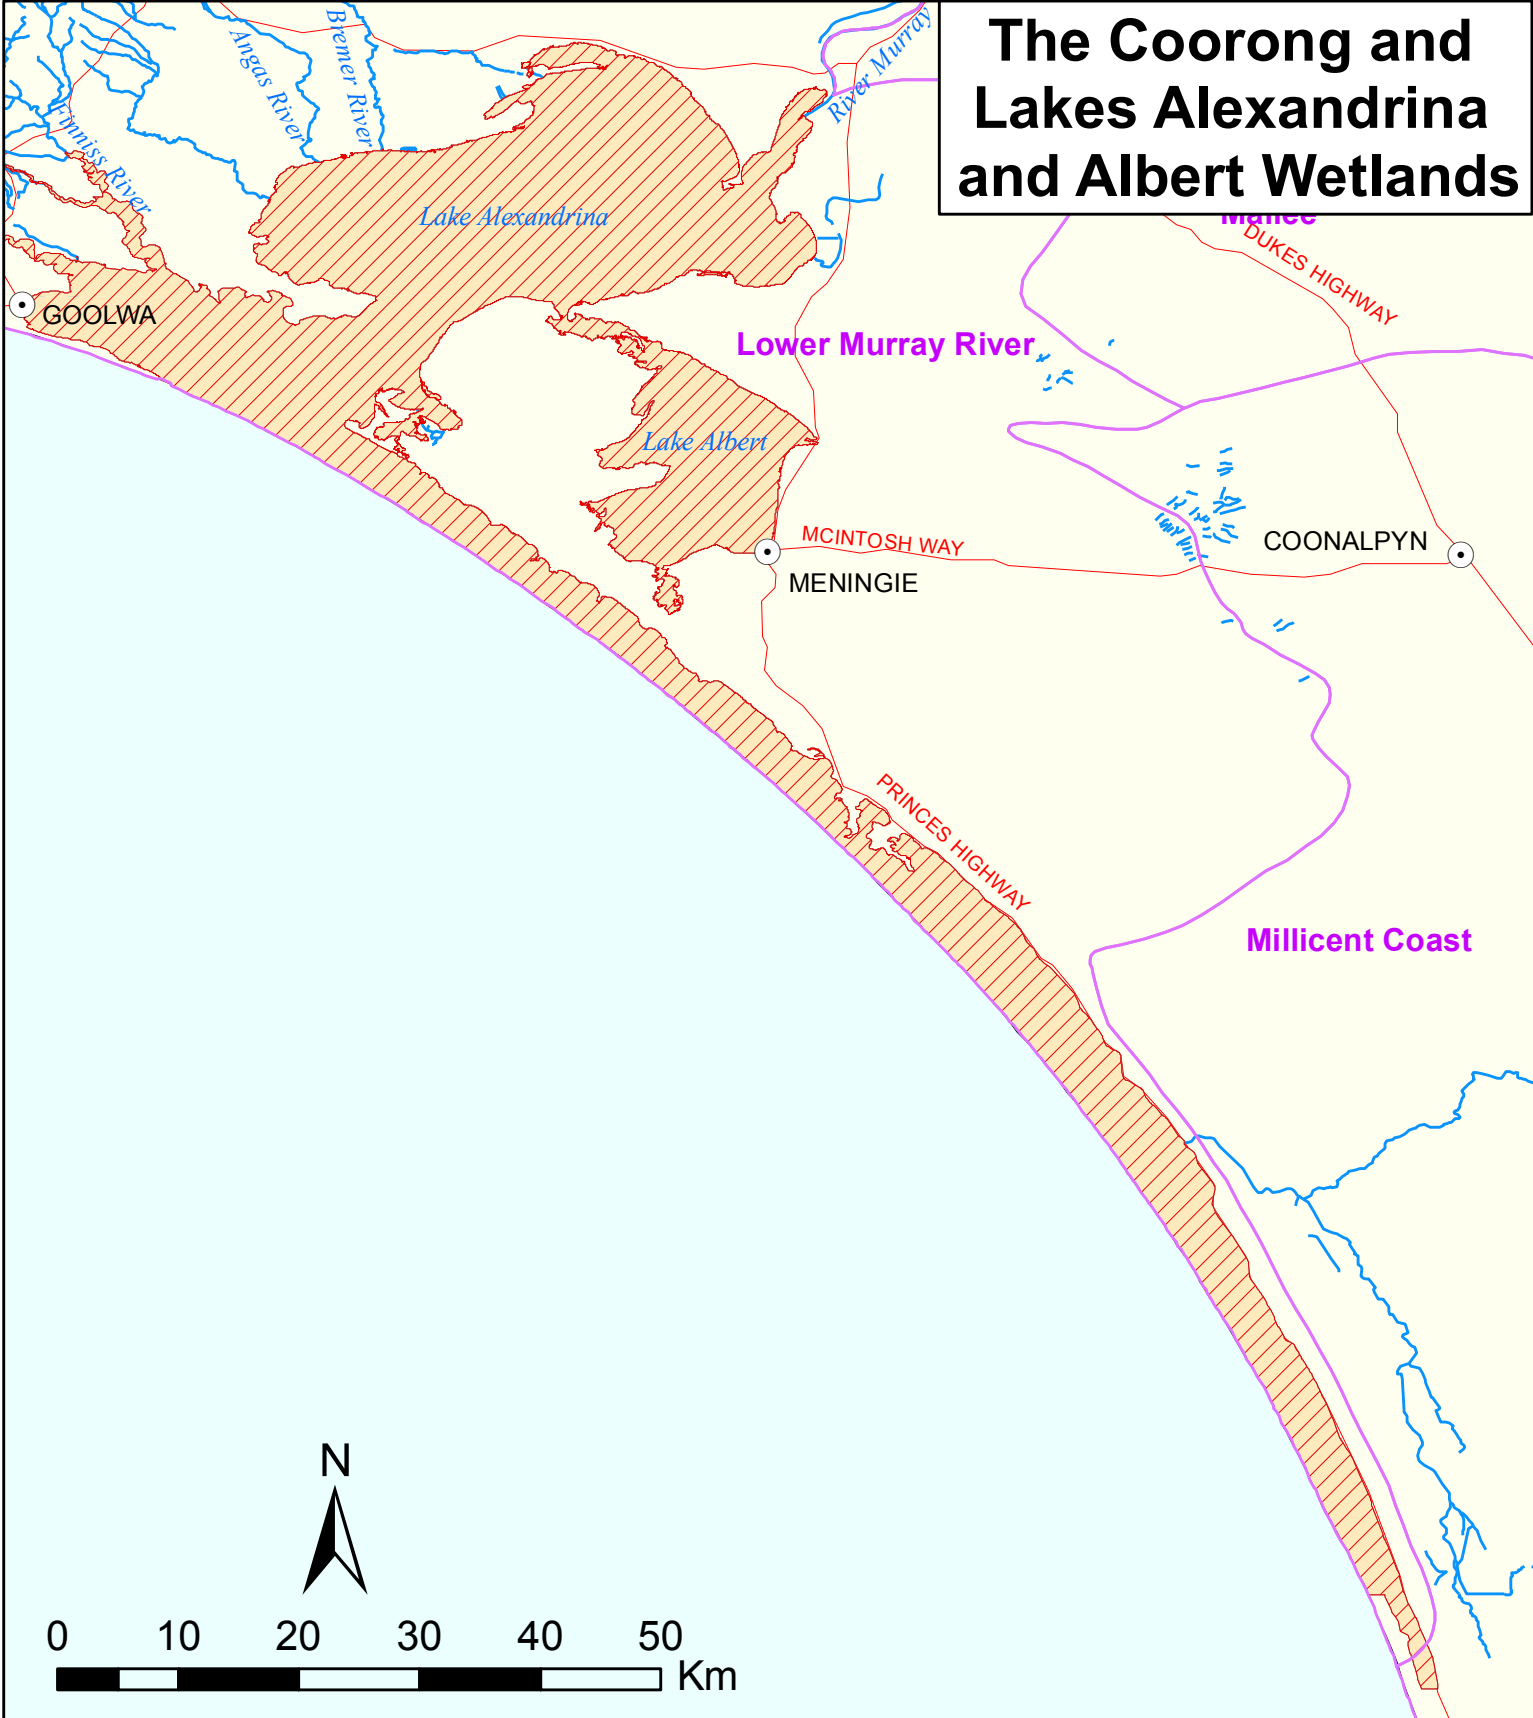 The Coorong and
Lakes Alexandrina
and Albert Wetlands
Bremer River
Angas River
River Murray
Finniss River
Lake Alexandrina
Mallee
DUKES HIGHWAY
GOOLWA
Lower Murray River
Lake Albert
MCINTOSH WAY
COONALPYN
MENINGIE
PRINCES HIGHWAY
Millicent Coast
N
0 10 20 30 40 50
Km